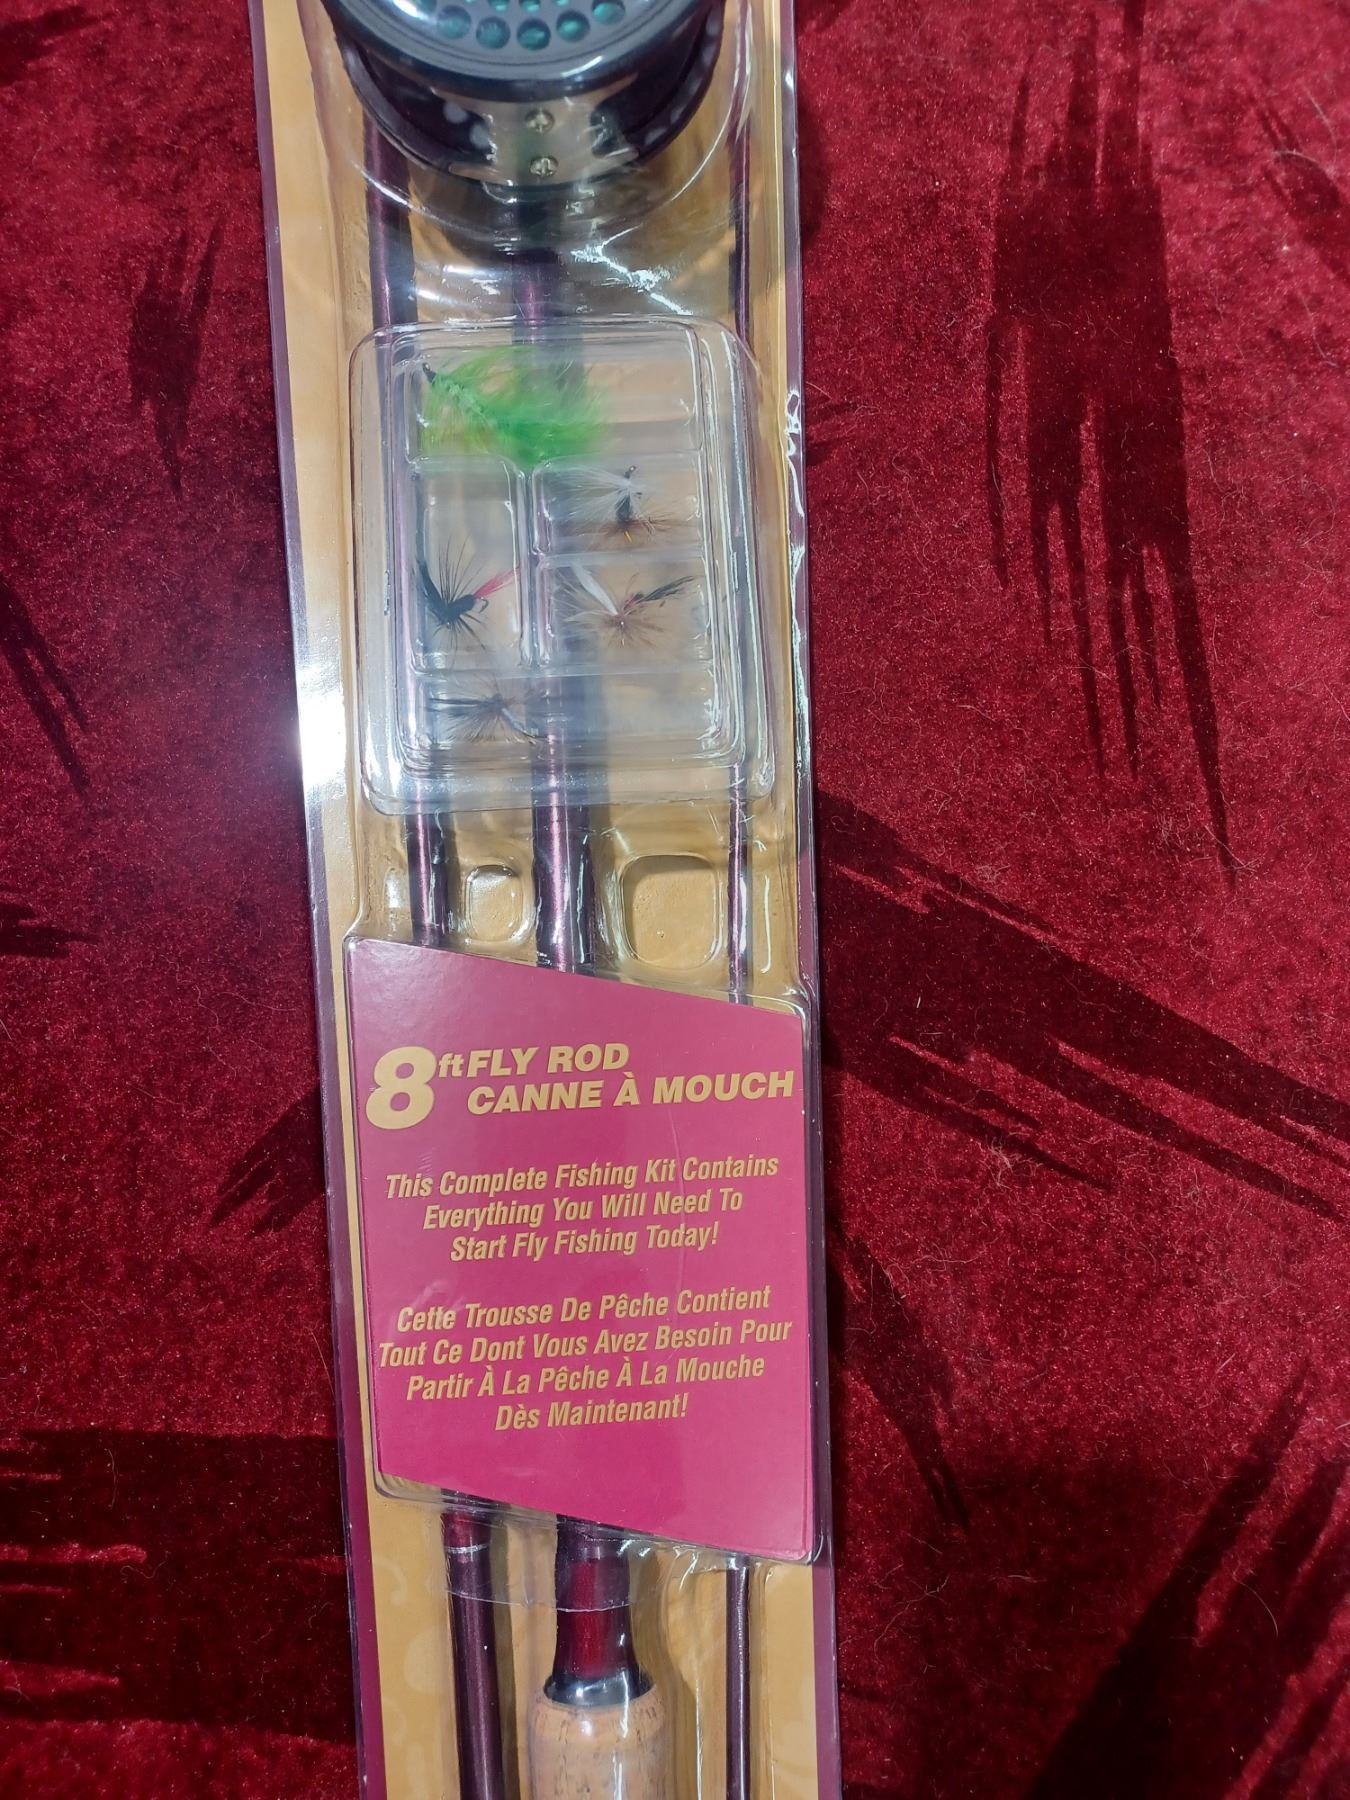 8ft FLY ROD
CANNE À MOUCH
This Complete Fishing Kit Contains
Everything You Will Need To
Start Fly Fishing Today!
Cette Trousse De Pêche Contient
Tout Ce Dont Vous Avez Besoin Pour
Partir À La Pêche À La Mouche
Dès Maintenant!